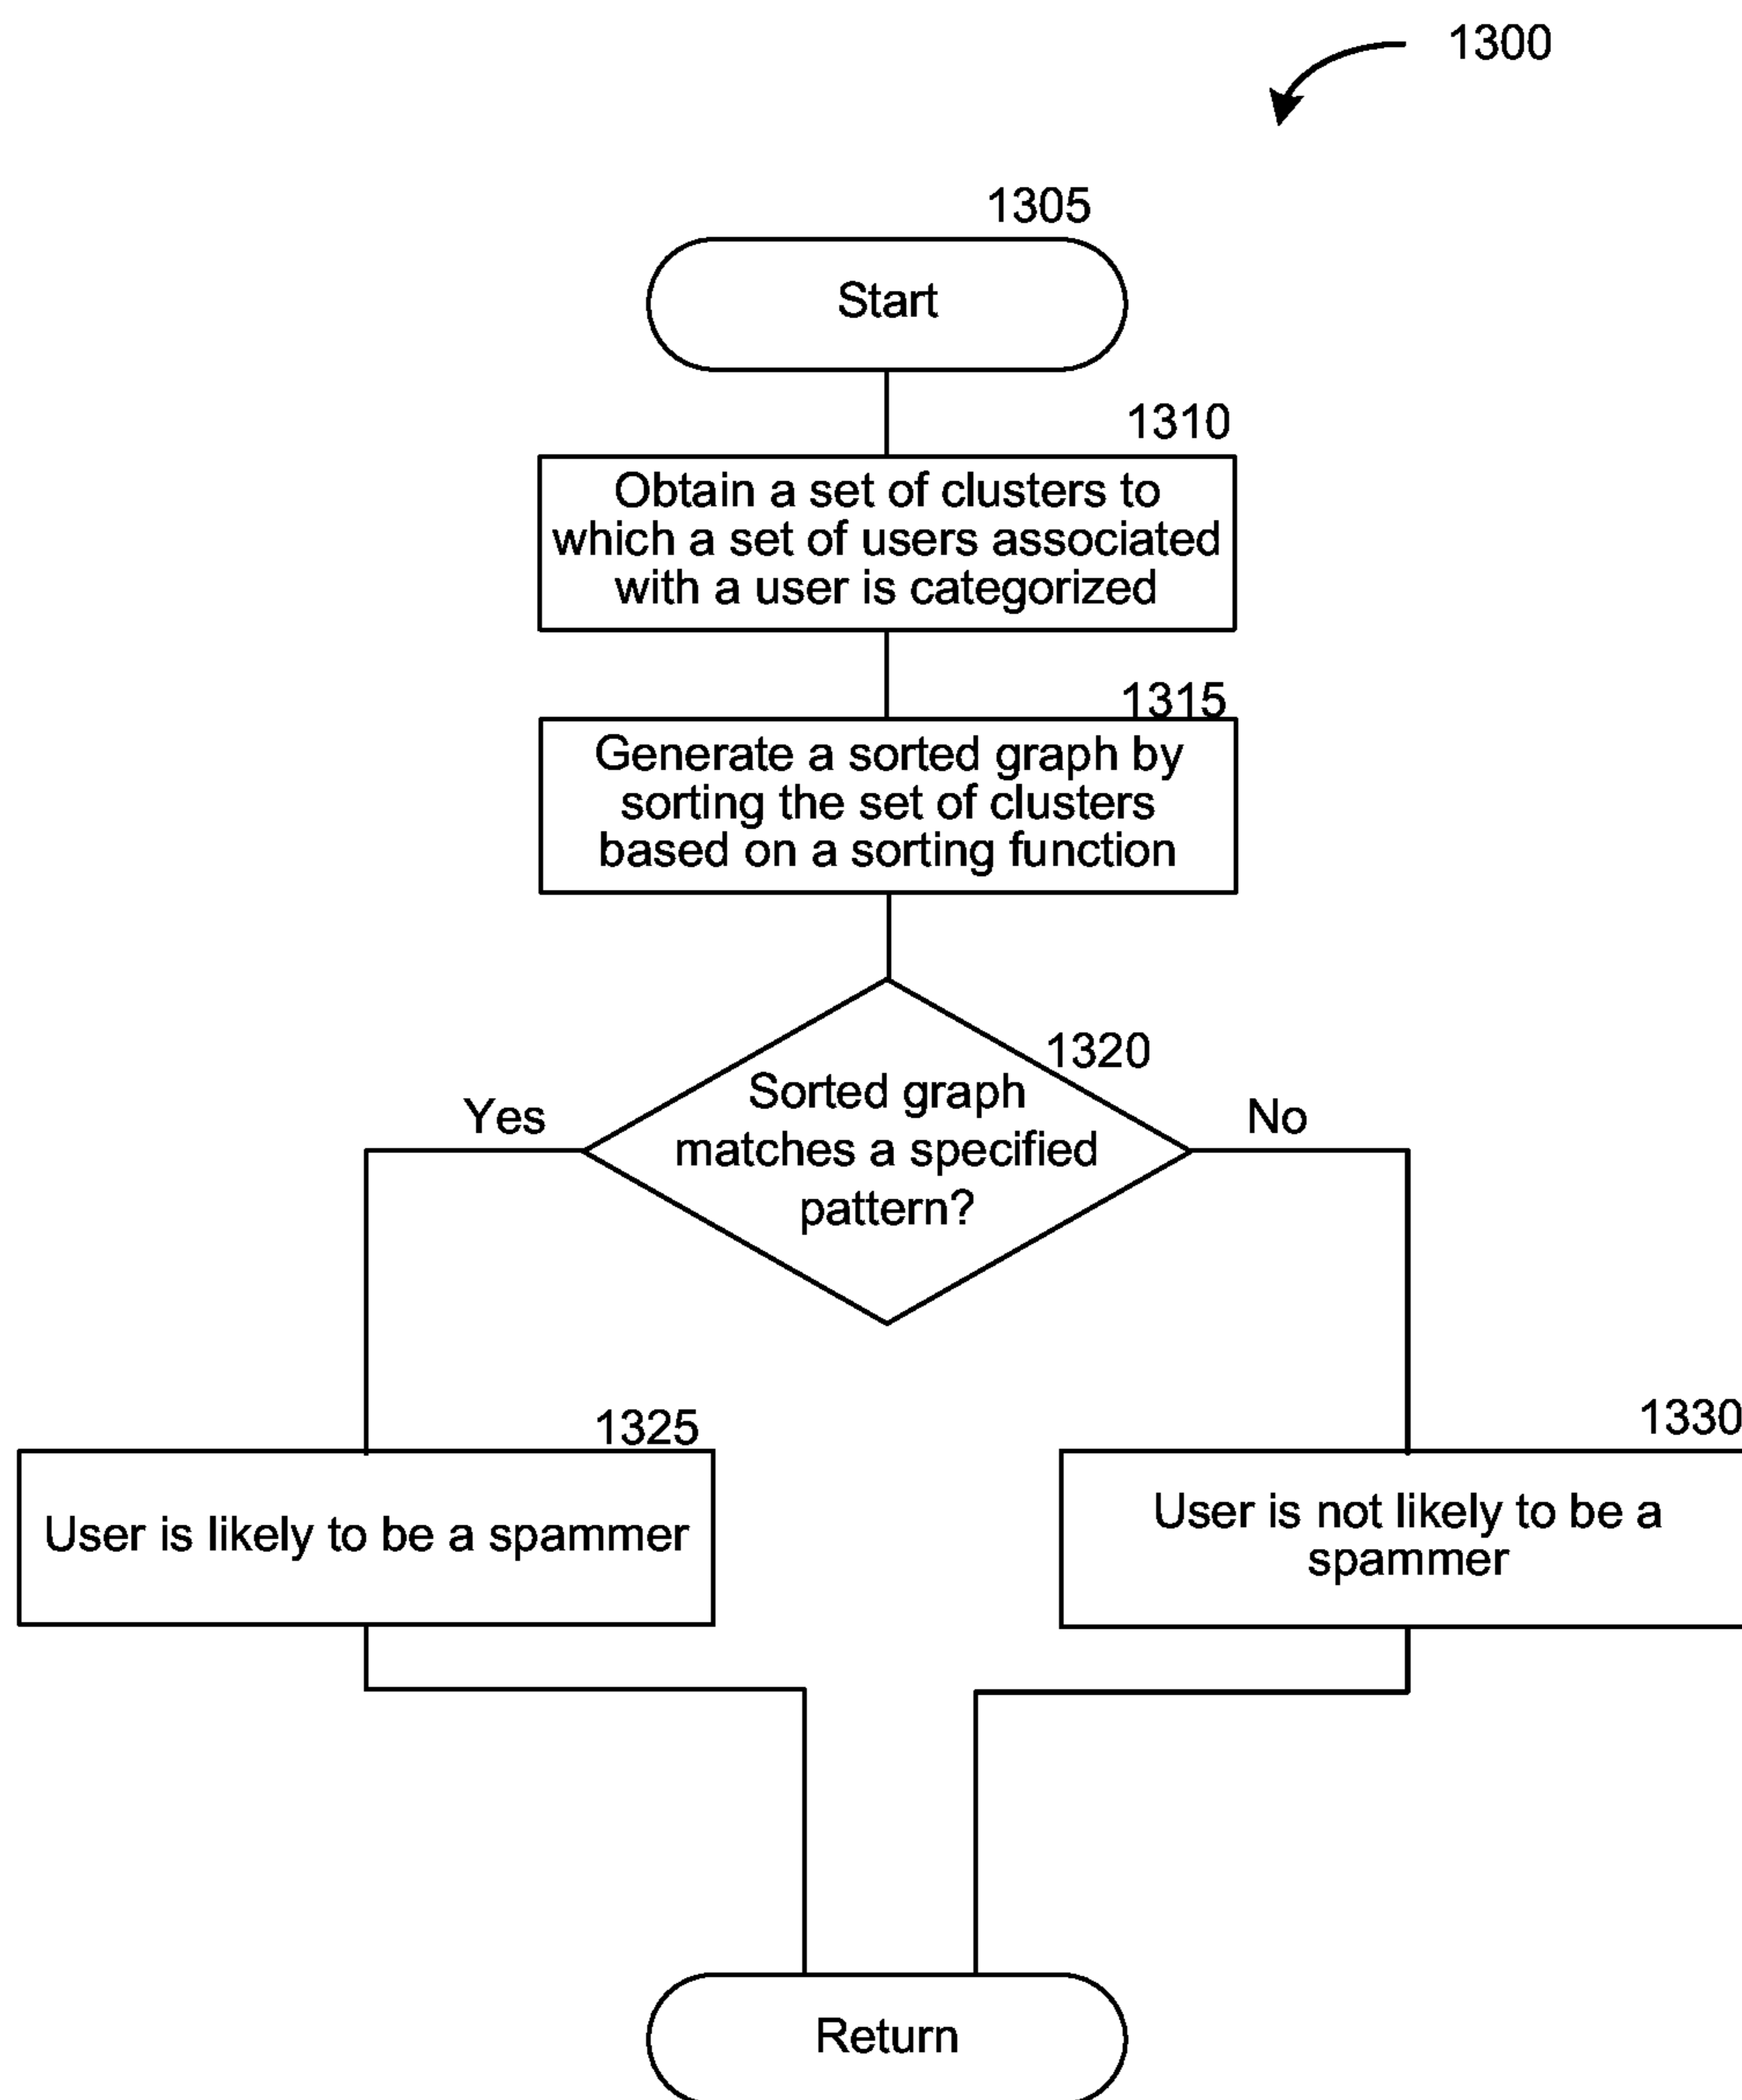 1300
1305
Start
1310
Obtain a set of clusters to
which a set of users associated
with a user is categorized
1315
Generate a sorted graph by
sorting the set of clusters
based on a sorting function
1320
Sorted graph
matches a specified
pattern?
Yes
No
1325
User is likely to be a spammer
1330
User is not likely to be a
spammer
Return